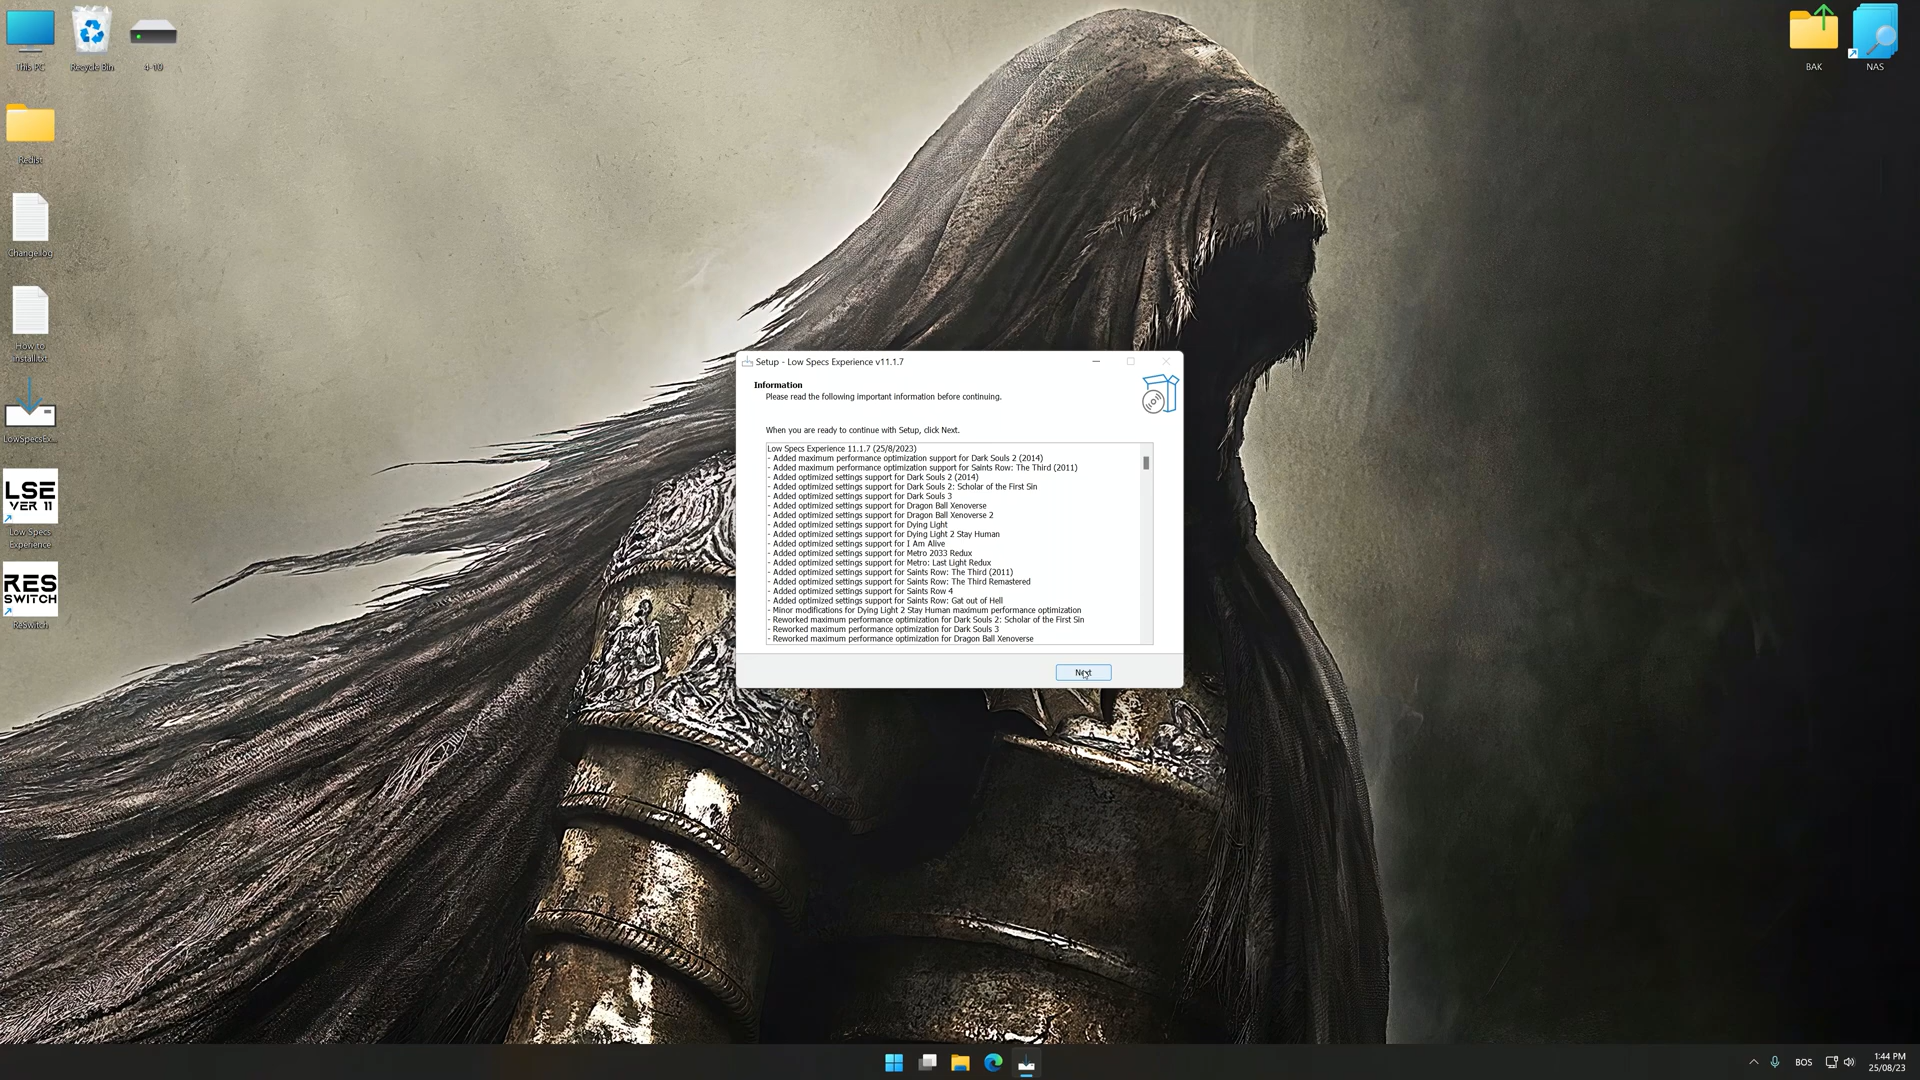 This PC
Recycle Bin
4-10
BAK
NAS
Redist
Changelog
How to
install.txt
LowSpecsEx...
LSE
VER 11
Low Specs
Experience
RES
SWITCH
ReSwitch
Setup - Low Specs Experience v11.1.7
Information
Please read the following important information before continuing.
When you are ready to continue with Setup, click Next.
Low Specs Experience 11.1.7 (25/8/2023)
- Added maximum performance optimization support for Dark Souls 2 (2014)
- Added maximum performance optimization support for Saints Row: The Third (2011)
- Added optimized settings support for Dark Souls 2 (2014)
- Added optimized settings support for Dark Souls 2: Scholar of the First Sin
- Added optimized settings support for Dark Souls 3
- Added optimized settings support for Dragon Ball Xenoverse
- Added optimized settings support for Dragon Ball Xenoverse 2
- Added optimized settings support for Dying Light
- Added optimized settings support for Dying Light 2 Stay Human
- Added optimized settings support for I Am Alive
- Added optimized settings support for Metro 2033 Redux
- Added optimized settings support for Metro: Last Light Redux
- Added optimized settings support for Saints Row: The Third (2011)
- Added optimized settings support for Saints Row: The Third Remastered
- Added optimized settings support for Saints Row 4
- Added optimized settings support for Saints Row: Gat out of Hell
- Minor modifications for Dying Light 2 Stay Human maximum performance optimization
- Reworked maximum performance optimization for Dark Souls 2: Scholar of the First Sin
- Reworked maximum performance optimization for Dark Souls 3
- Reworked maximum performance optimization for Dragon Ball Xenoverse
Next
BOS
1:44 PM
25/08/23